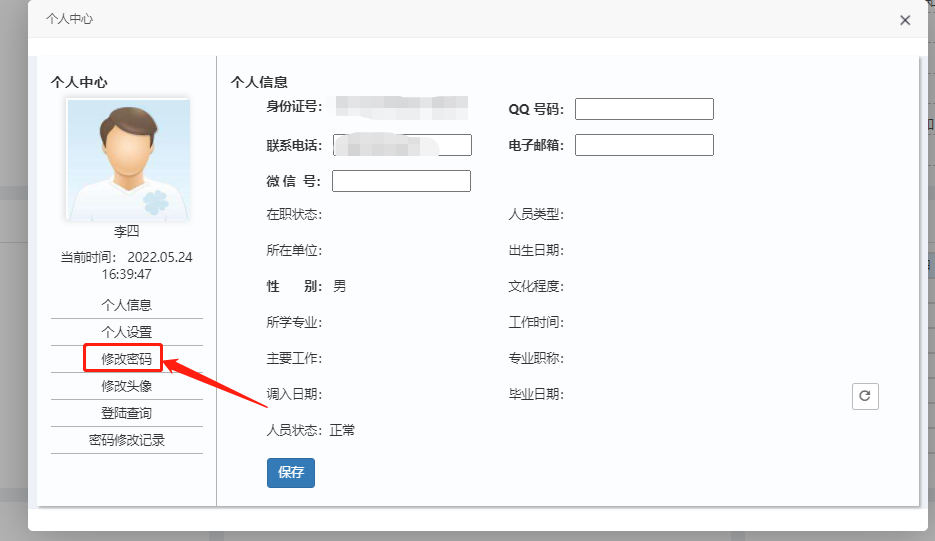 个人中心
个人中心
李四
当前时间： 2022.05.24
16:39:47
个人信息
个人设置
修改密码
修改头像
登陆查询
密码修改记录
个人信息
身份证号：
QQ 号码：
联系电话：
电子邮箱：
微 信 号：
在职状态：
人员类型：
所在单位：
出生日期：
性 别： 男
文化程度：
所学专业：
工作时间：
主要工作：
专业职称：
调入日期：
毕业日期：
人员状态：正常
保存